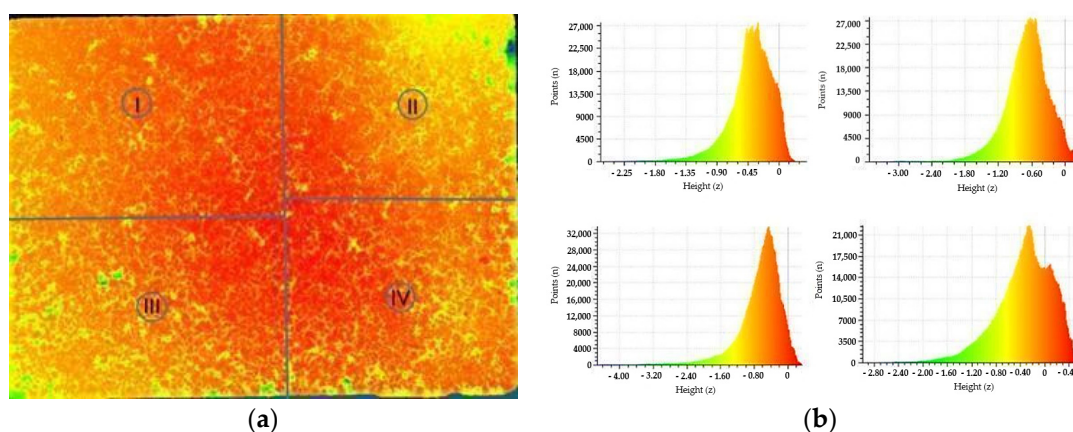 I
II
III
IV
(a)
27,000
22,500
18,000
13,500
9000
4500
0
Points (n)
- 2.25 - 1.80 - 1.35 - 0.90 - 0.45 0
Height (z)
27,000
22,500
18,000
13,500
9000
4500
0
Points (n)
- 3.00 - 2.40 - 1.80 - 1.20 - 0.60 0
Height (z)
32,000
28,000
24,000
20,000
16,000
12,000
8000
4000
0
Points (n)
- 4.00 - 3.20 - 2.40 - 1.60 - 0.80 0
Height (z)
21,000
17,500
14,000
10,500
7000
3500
0
Points (n)
- 2.80 - 2.40 - 2.00 - 1.60 - 1.20 - 0.80 - 0.40 0 0.40
Height (z)
(b)